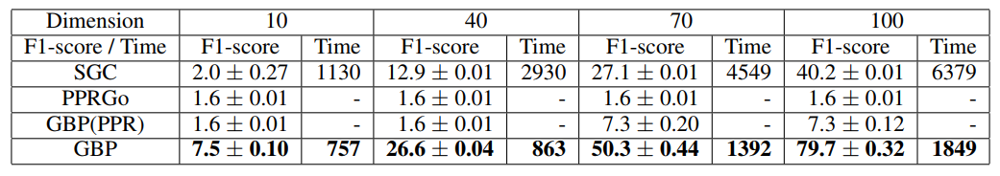 Dimension 10 40 70 100
F1-score / Time F1-score Time F1-score Time F1-score Time F1-score Time
SGC 2.0 ± 0.27 1130 12.9 ± 0.01 2930 27.1 ± 0.01 4549 40.2 ± 0.01 6379
PPRGo 1.6 ± 0.01 - 1.6 ± 0.01 - 1.6 ± 0.01 - 1.6 ± 0.01 -
GBP(PPR) 1.6 ± 0.01 - 1.6 ± 0.01 - 7.3 ± 0.20 - 7.3 ± 0.12 -
GBP 7.5 ± 0.10 757 26.6 ± 0.04 863 50.3 ± 0.44 1392 79.7 ± 0.32 1849